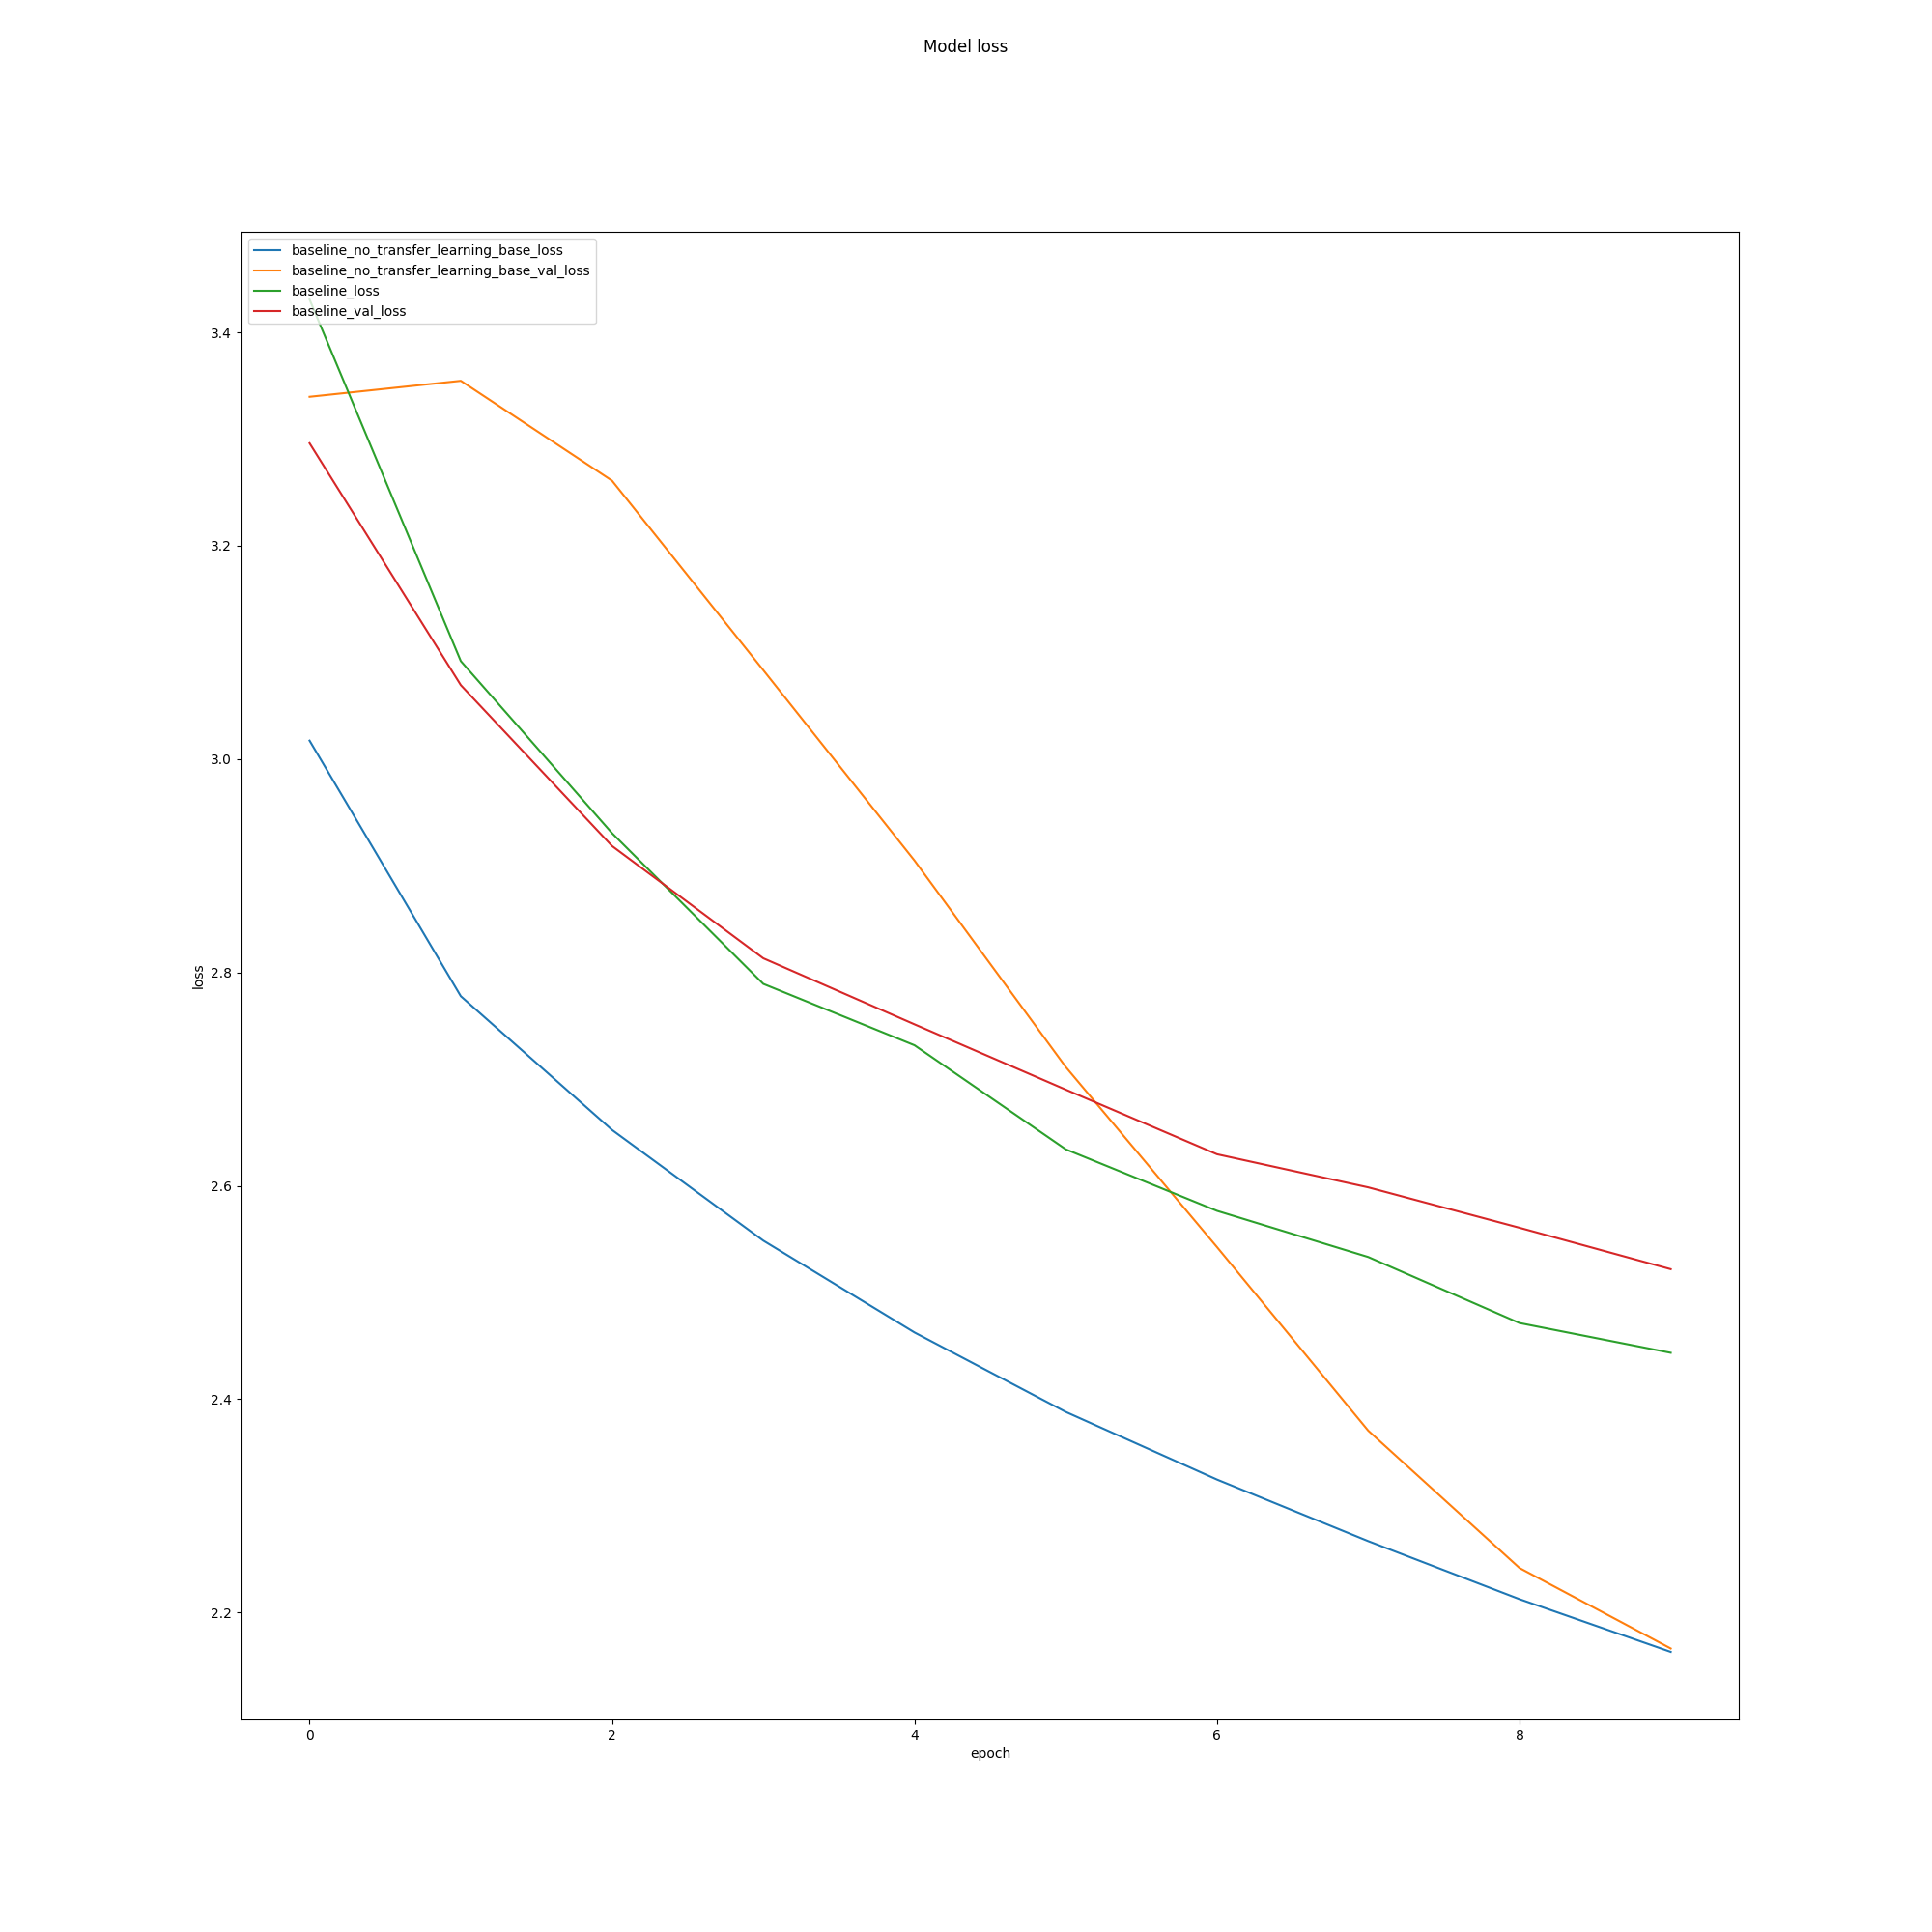 Model loss
baseline_no_transfer_learning_base_loss
baseline_no_transfer_learning_base_val_loss
baseline_loss
baseline_val_loss
3.4
3.2
3.0
2.8
2.6
2.4
2.2
loss
0 2 4 6 8
epoch